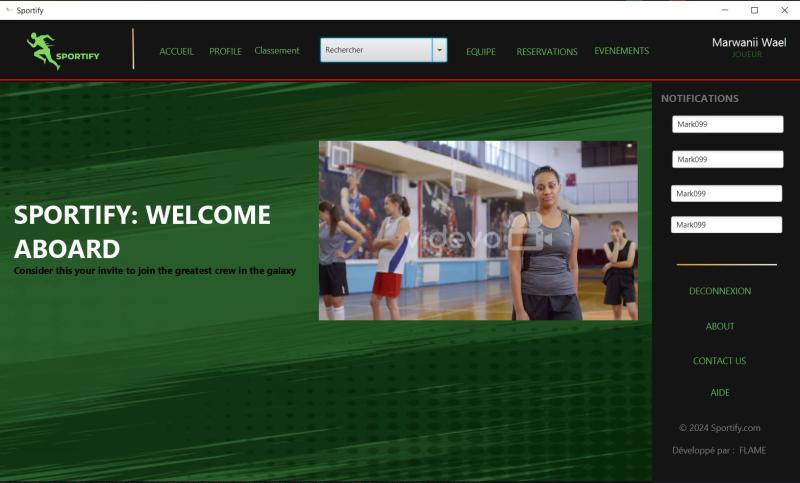 Sportify
SPORTIFY
ACCUEIL
PROFILE
Classement
Rechercher
EQUIPE
RESERVATIONS
EVENEMENTS
Marwanii Wael
JOUEUR
SPORTIFY: WELCOME
ABOARD
Consider this your invite to join the greatest crew in the galaxy
videvo
NOTIFICATIONS
Mark099
Mark099
Mark099
Mark099
DECONNEXION
ABOUT
CONTACT US
AIDE
© 2024 Sportify.com
Développé par : FLAME